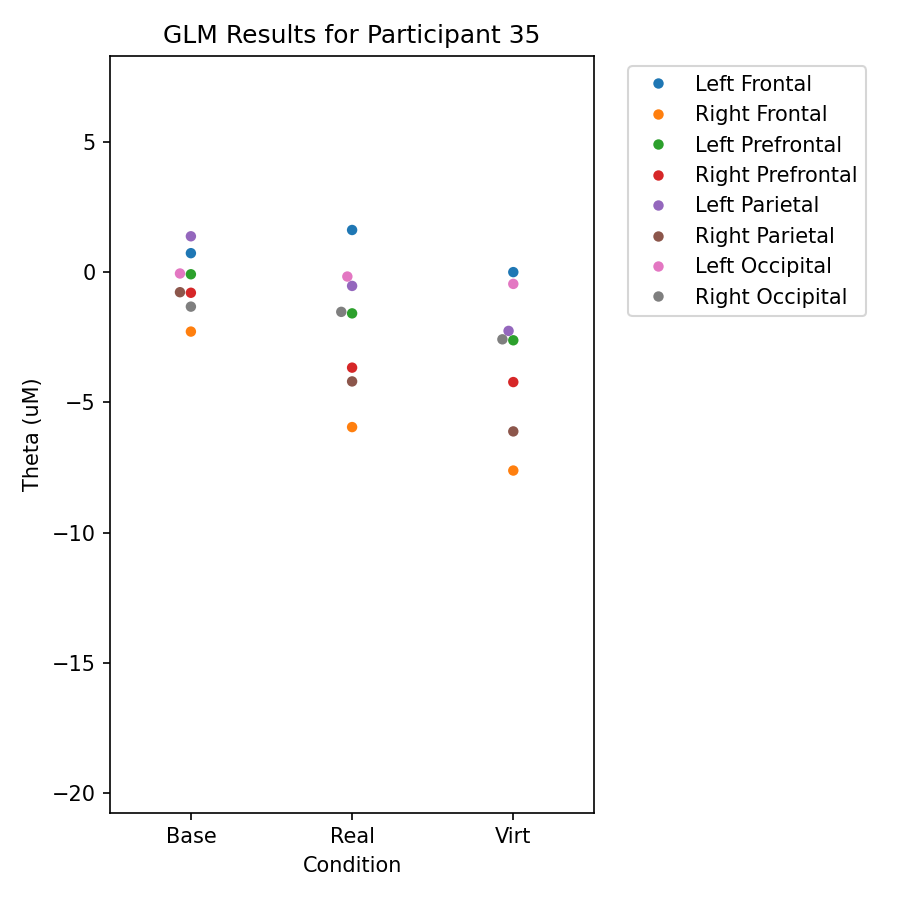 GLM Results for Participant 35
Left Frontal
Right Frontal
Left Prefrontal
Right Prefrontal
Left Parietal
Right Parietal
Left Occipital
Right Occipital
Theta (uM)
5
0
−5
−10
−15
−20
Base Real Virt
Condition